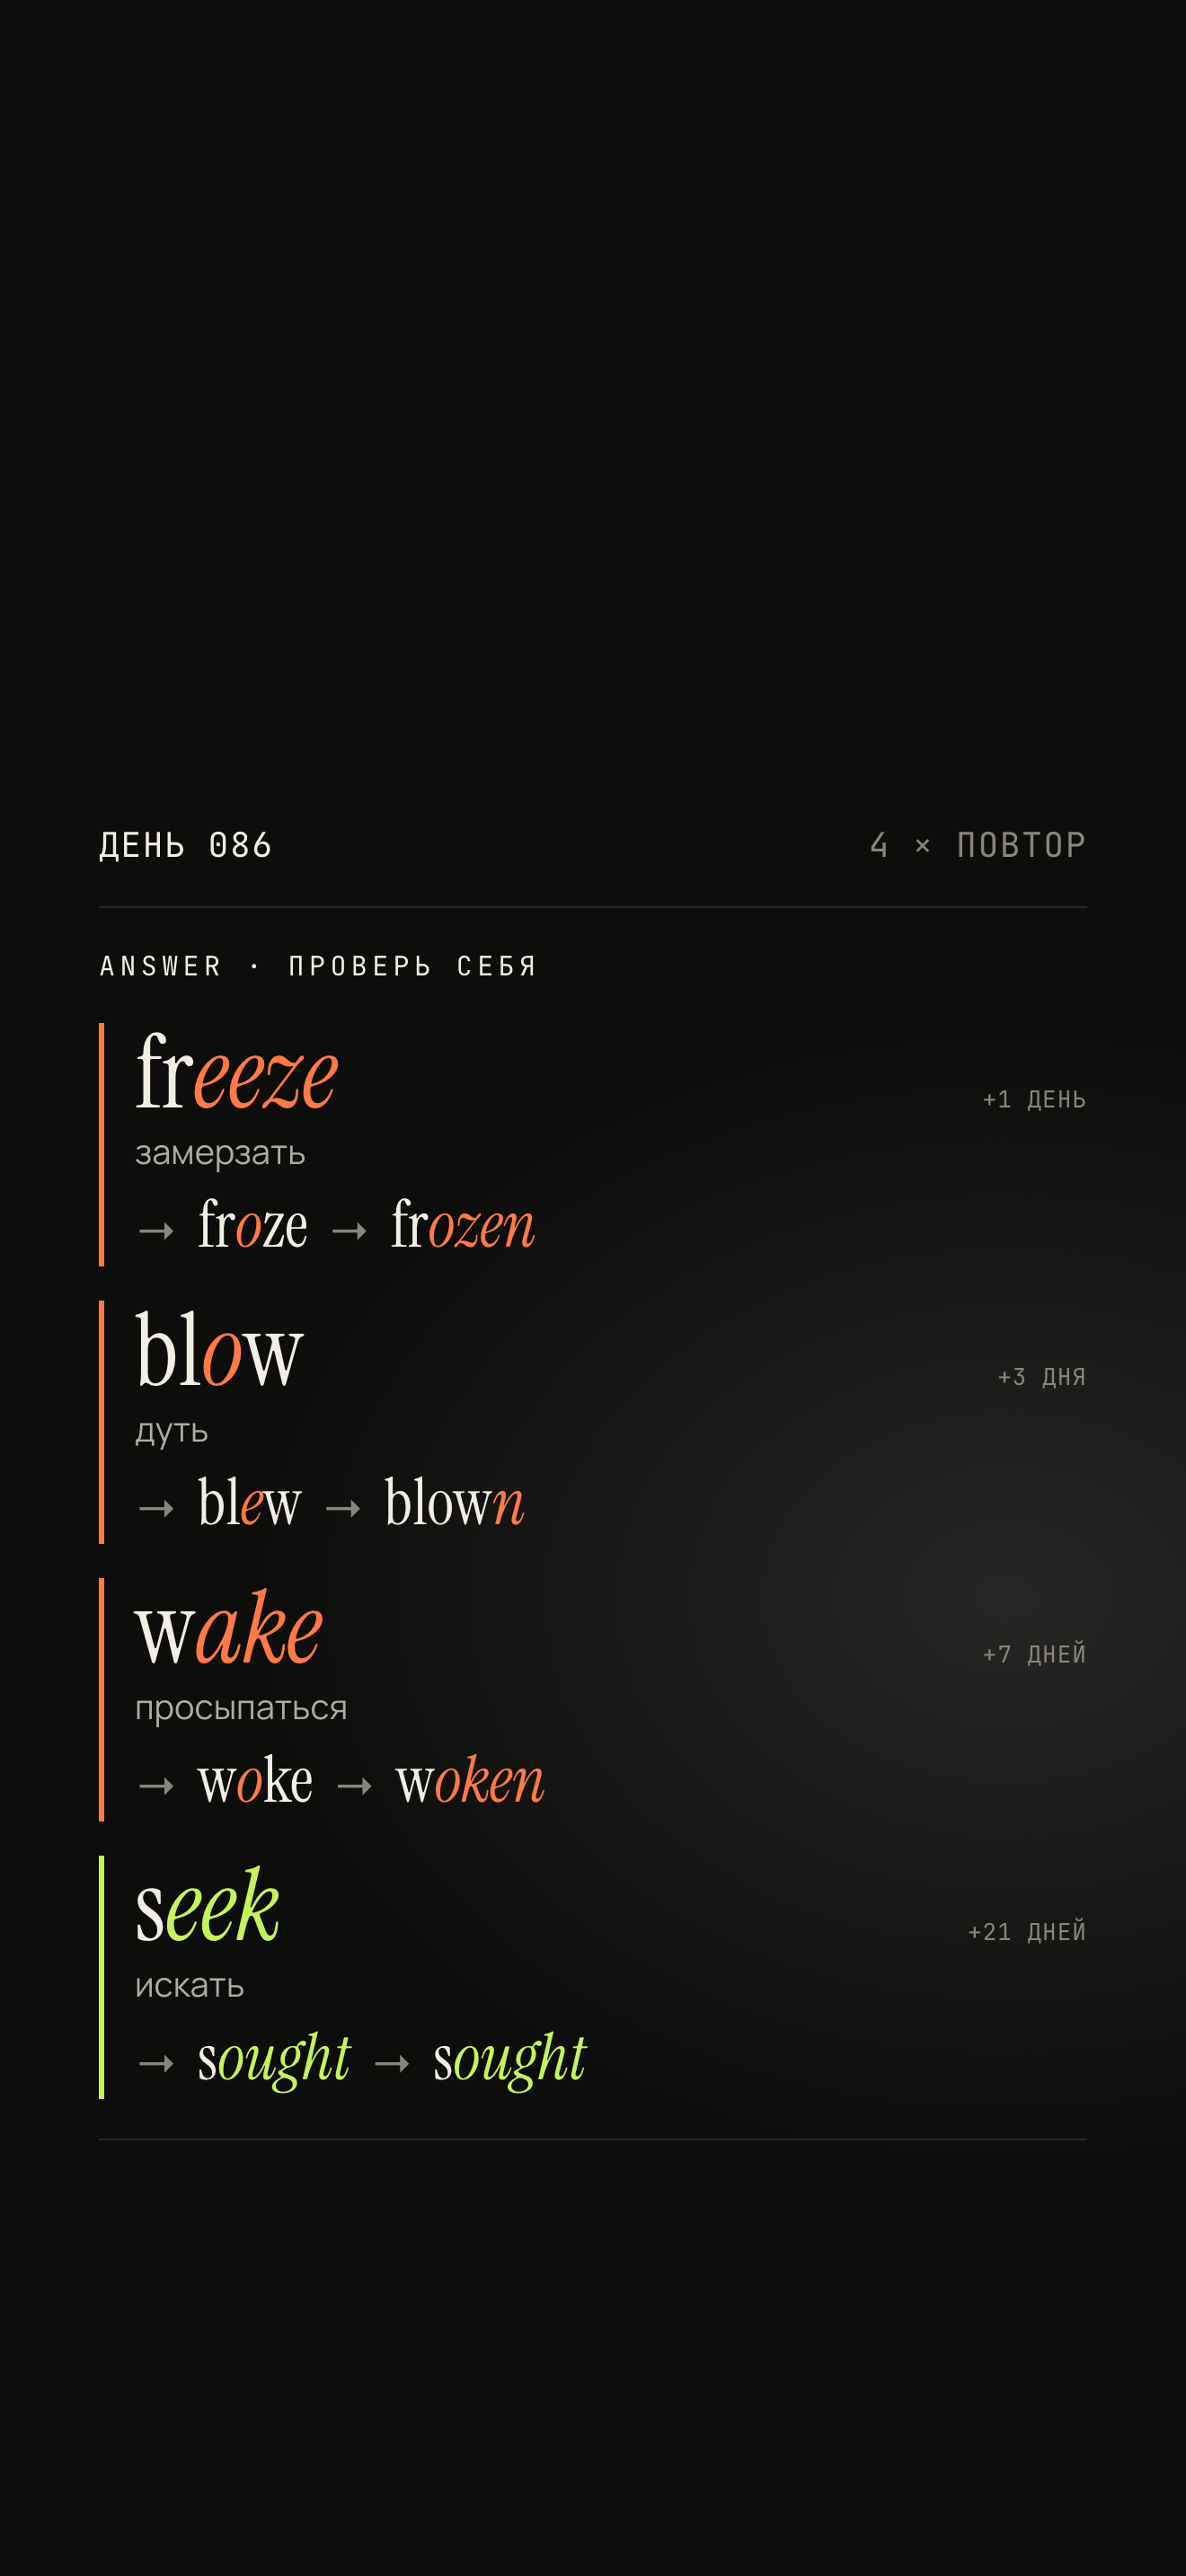 ДЕНЬ 086
4 × ПОВТОР
ANSWER · ПРОВЕРЬ СЕБЯ
freeze
+1 ДЕНЬ
замерзать
→ froze → frozen
blow
+3 ДНЯ
дуть
→ blew → blown
wake
+7 ДНЕЙ
просыпаться
→ woke → woken
seek
+21 ДНЕЙ
искать
→ sought → sought